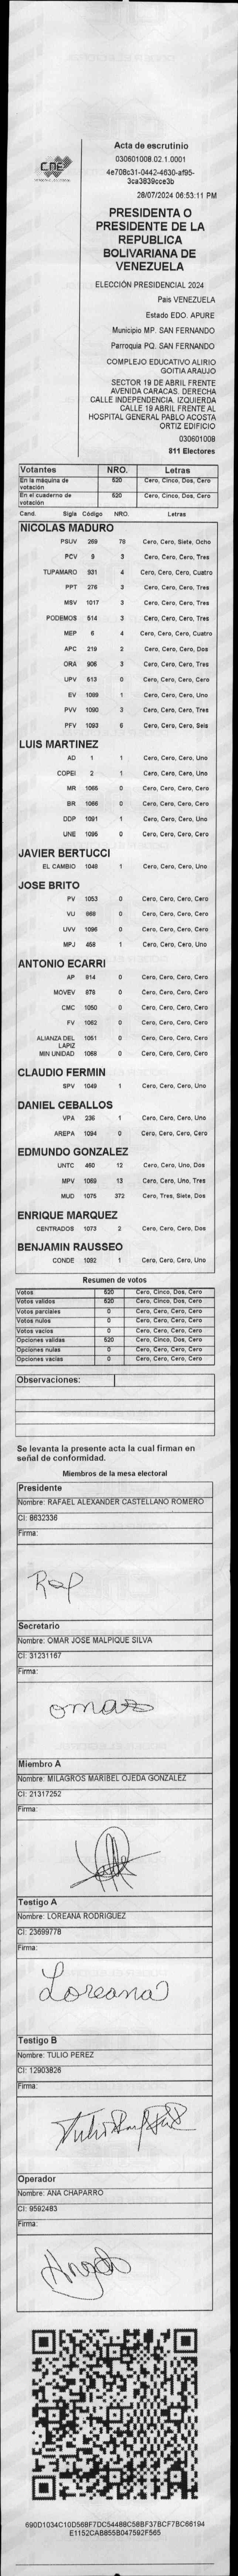 CNE
Acta de escrutinio
030601008.02.1.0001
4e708c31-0442-4630-af95-
3ca3839cce3b
28/07/2024 06:53:11 PM
PRESIDENTA O
PRESIDENTE DE LA
REPUBLICA
BOLIVARIANA DE
VENEZUELA
ELECCIÓN PRESIDENCIAL 2024
Pais VENEZUELA
Estado EDO. APURE
Municipio MP. SAN FERNANDO
Parroquia PQ. SAN FERNANDO
COMPLEJO EDUCATIVO ALIRIO
GOITIA ARAUJO
SECTOR 19 DE ABRIL FRENTE
AVENIDA CARACAS. DERECHA
CALLE INDEPENDENCIA. IZQUIERDA
CALLE 19 ABRIL FRENTE AL
HOSPITAL GENERAL PABLO ACOSTA
ORTIZ EDIFICIO
030601008
811 Electores
Votantes NRO. Letras
En la máquina de votación 520 Cero, Cinco, Dos, Cero
En el cuaderno de votación 520 Cero, Cinco, Dos, Cero
Cand. Sigla Código NRO. Letras
NICOLAS MADURO
PSUV 269 78 Cero, Cero, Siete, Ocho
PCV 9 3 Cero, Cero, Cero, Tres
TUPAMARO 931 4 Cero, Cero, Cero, Cuatro
PPT 276 3 Cero, Cero, Cero, Tres
MSV 1017 3 Cero, Cero, Cero, Tres
PODEMOS 514 3 Cero, Cero, Cero, Tres
MEP 6 4 Cero, Cero, Cero, Cuatro
APC 219 2 Cero, Cero, Cero, Dos
ORA 906 3 Cero, Cero, Cero, Tres
UPV 613 0 Cero, Cero, Cero, Cero
EV 1089 1 Cero, Cero, Cero, Uno
PVV 1090 3 Cero, Cero, Cero, Tres
PFV 1093 6 Cero, Cero, Cero, Seis
LUIS MARTINEZ
AD 1 1 Cero, Cero, Cero, Uno
COPEI 2 1 Cero, Cero, Cero, Uno
MR 1065 0 Cero, Cero, Cero, Cero
BR 1066 0 Cero, Cero, Cero, Cero
DDP 1091 1 Cero, Cero, Cero, Uno
UNE 1095 0 Cero, Cero, Cero, Cero
JAVIER BERTUCCI
EL CAMBIO 1048 1 Cero, Cero, Cero, Uno
JOSE BRITO
PV 1053 0 Cero, Cero, Cero, Cero
VU 968 0 Cero, Cero, Cero, Cero
UVV 1096 0 Cero, Cero, Cero, Cero
MPJ 458 1 Cero, Cero, Cero, Uno
ANTONIO ECARRI
AP 914 0 Cero, Cero, Cero, Cero
MOVEV 979 0 Cero, Cero, Cero, Cero
CMC 1050 0 Cero, Cero, Cero, Cero
FV 1062 0 Cero, Cero, Cero, Cero
ALIANZA DEL LAPIZ 1051 0 Cero, Cero, Cero, Cero
MIN UNIDAD 1068 0 Cero, Cero, Cero, Cero
CLAUDIO FERMIN
SPV 1049 1 Cero, Cero, Cero, Uno
DANIEL CEBALLOS
VPA 236 1 Cero, Cero, Cero, Uno
AREPA 1094 0 Cero, Cero, Cero, Cero
EDMUNDO GONZALEZ
UNTC 460 12 Cero, Cero, Uno, Dos
MPV 1069 13 Cero, Cero, Uno, Tres
MUD 1075 372 Cero, Tres, Siete, Dos
ENRIQUE MARQUEZ
CENTRADOS 1073 2 Cero, Cero, Cero, Dos
BENJAMIN RAUSSEO
CONDE 1092 1 Cero, Cero, Cero, Uno
Resumen de votos
Votos 520 Cero, Cinco, Dos, Cero
Votos validos 520 Cero, Cinco, Dos, Cero
Votos parciales 0 Cero, Cero, Cero, Cero
Votos nulos 0 Cero, Cero, Cero, Cero
Votos vacios 0 Cero, Cero, Cero, Cero
Opciones validas 520 Cero, Cinco, Dos, Cero
Opciones nulas 0 Cero, Cero, Cero, Cero
Opciones vacias 0 Cero, Cero, Cero, Cero
Observaciones:
Se levanta la presente acta la cual firman en
señal de conformidad.
Miembros de la mesa electoral
Presidente
Nombre: RAFAEL ALEXANDER CASTELLANO ROMERO
CI: 8632336
Firma:
Raf
Secretario
Nombre: OMAR JOSE MALPIQUE SILVA
CI: 31231167
Firma:
omar
Miembro A
Nombre: MILAGROS MARIBEL OJEDA GONZALEZ
CI: 21317252
Firma:
Testigo A
Nombre: LOREANA RODRIGUEZ
CI: 23699778
Firma:
Loreana
Testigo B
Nombre: TULIO PEREZ
CI: 12903826
Firma:
Operador
Nombre: ANA CHAPARRO
CI: 9592483
Firma:
690D1034C10D56BF7DC54488C58BF37BCF7BC66194
E1152CAB855B047592F565